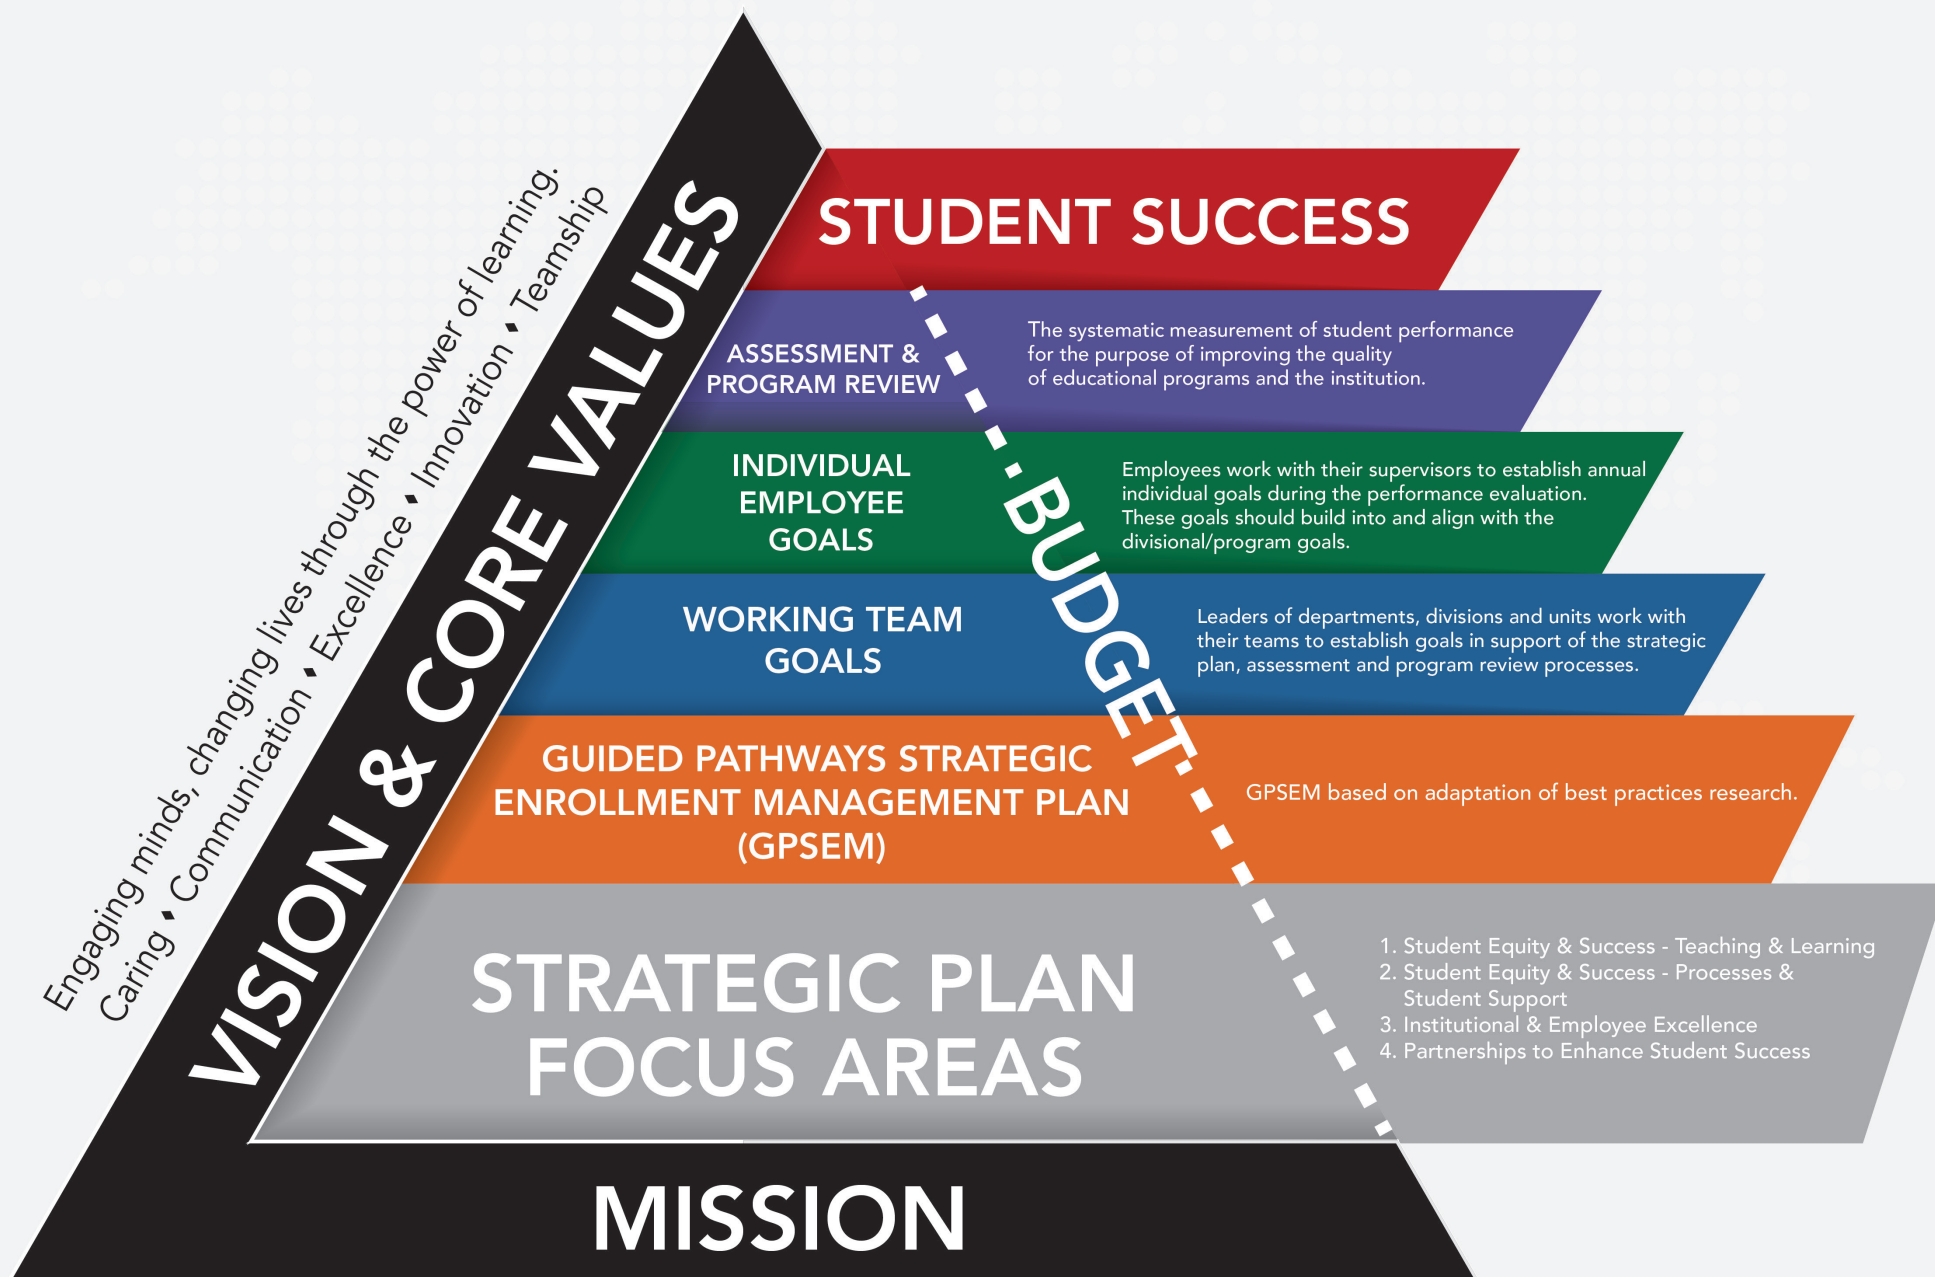 Engaging minds, changing lives through the power of learning.
Caring ♦ Communication ♦ Excellence ♦ Innovation ♦ Teamship
VISION & CORE VALUES
STUDENT SUCCESS
ASSESSMENT &
PROGRAM REVIEW
The systematic measurement of student performance
for the purpose of improving the quality
of educational programs and the institution.
INDIVIDUAL
EMPLOYEE
GOALS
Employees work with their supervisors to establish annual
individual goals during the performance evaluation.
These goals should build into and align with the
divisional/program goals.
BUDGET
WORKING TEAM
GOALS
Leaders of departments, divisions and units work with
their teams to establish goals in support of the strategic
plan, assessment and program review processes.
GUIDED PATHWAYS STRATEGIC
ENROLLMENT MANAGEMENT PLAN
(GPSEM)
GPSEM based on adaptation of best practices research.
STRATEGIC PLAN
FOCUS AREAS
1. Student Equity & Success - Teaching & Learning
2. Student Equity & Success - Processes &
Student Support
3. Institutional & Employee Excellence
4. Partnerships to Enhance Student Success
MISSION